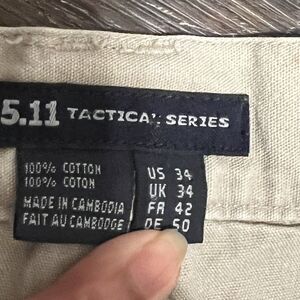 5.11 TACTICAL SERIES
100% COTTON
100% COTON
MADE IN CAMBODIA
FAIT AU CAMBODGE
US 34
UK 34
FR 42
DE 50